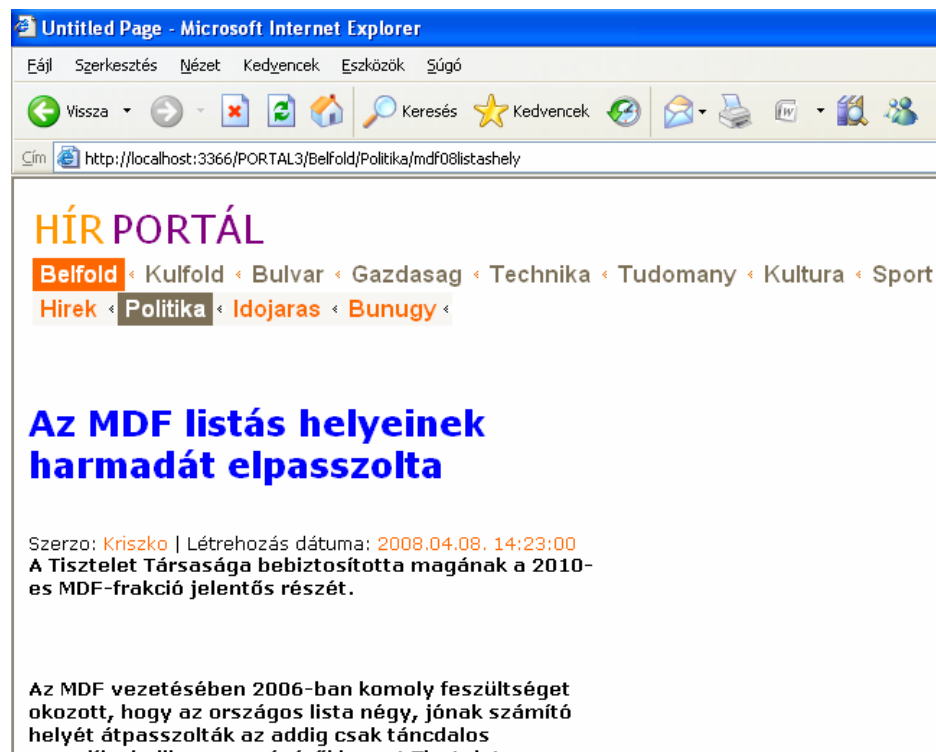 Untitled Page - Microsoft Internet Explorer
Fájl Szerkesztés Nézet Kedvencek Eszközök Súgó
Vissza Keresés Kedvencek
Cím http://localhost:3366/PORTAL3/Belfold/Politika/mdf08listashely
HÍR PORTÁL
Belfold Kulfold Bulvar Gazdasag Technika Tudomany Kultura Sport
Hirek Politika Idojaras Bunugy
Az MDF listás helyeinek
harmadát elpasszolta
Szerzo: Kriszko | Létrehozás dátuma: 2008.04.08. 14:23:00
A Tisztelet Társasága bebiztosította magának a 2010-
es MDF-frakció jelentős részét.
Az MDF vezetésében 2006-ban komoly feszültséget
okozott, hogy az országos lista négy, jónak számító
helyét átpasszolták az addig csak táncdalos